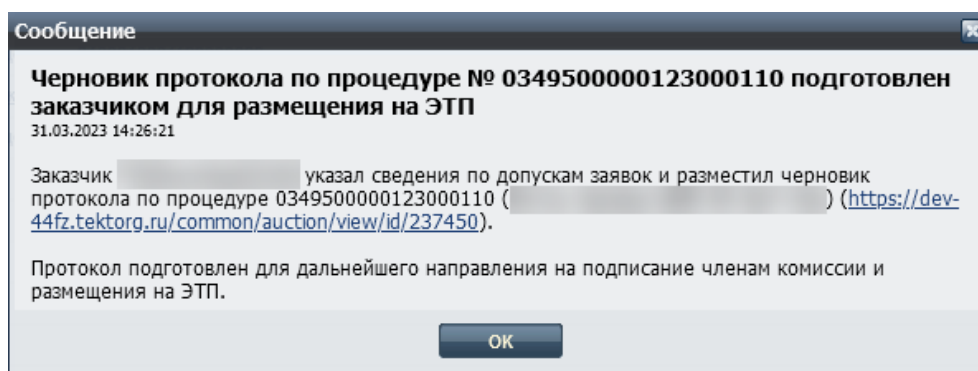 Сообщение
Черновик протокола по процедуре № 0349500000123000110 подготовлен
заказчиком для размещения на ЭТП
31.03.2023 14:26:21
Заказчик указал сведения по допускам заявок и разместил черновик
протокола по процедуре 0349500000123000110 ( ) (https://dev-
44fz.tektorg.ru/common/auction/view/id/237450).
Протокол подготовлен для дальнейшего направления на подписание членам комиссии и
размещения на ЭТП.
ОК